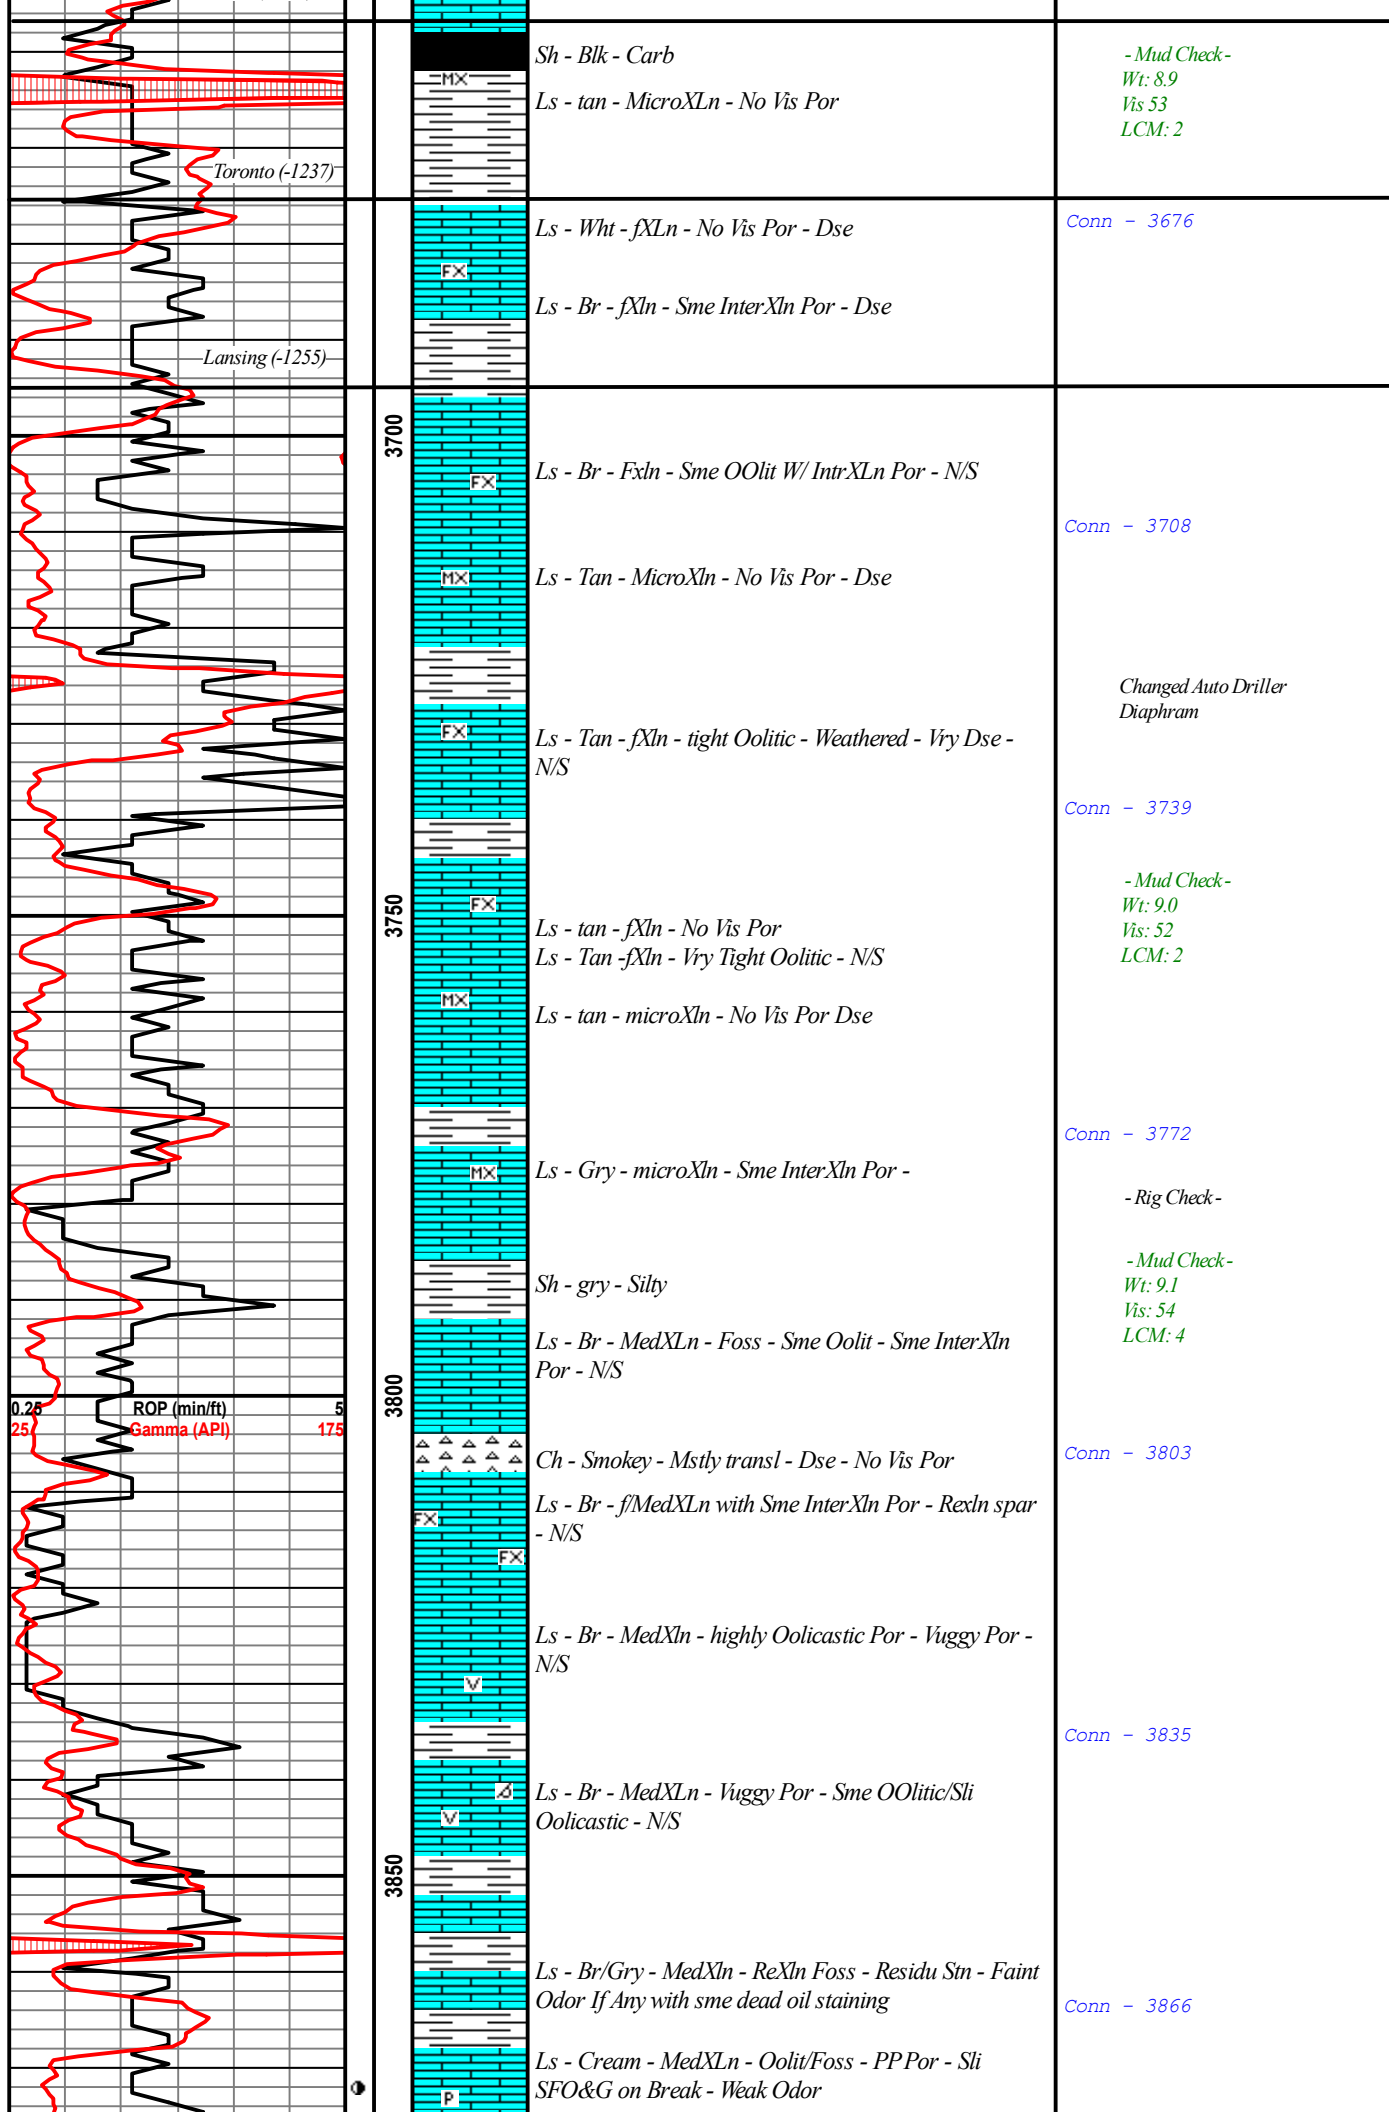 Sh - Blk - Carb
- Mud Check -
Wt: 8.9
Vis 53
LCM: 2
MX
Ls - tan - MicroXLn - No Vis Por
Toronto (-1237)
Ls - Wht - fXLn - No Vis Por - Dse
Conn - 3676
FX
Ls - Br - fXln - Sme InterXln Por - Dse
Lansing (-1255)
3700
Ls - Br - Fxln - Sme OOlit W/ IntrXLn Por - N/S
FX
Conn - 3708
MX
Ls - Tan - MicroXln - No Vis Por - Dse
Changed Auto Driller
Diaphram
FX
Ls - Tan - fXln - tight Oolitic - Weathered - Vry Dse -
N/S
Conn - 3739
- Mud Check -
Wt: 9.0
Vis: 52
LCM: 2
3750
FX
Ls - tan - fXln - No Vis Por
Ls - Tan -fXln - Vry Tight Oolitic - N/S
MX
Ls - tan - microXln - No Vis Por Dse
Conn - 3772
MX
Ls - Gry - microXln - Sme InterXln Por -
- Rig Check -
- Mud Check -
Wt: 9.1
Vis: 54
LCM: 4
Sh - gry - Silty
Ls - Br - MedXLn - Foss - Sme Oolit - Sme InterXln
Por - N/S
3800
0.25 ROP (min/ft) 5
25 Gamma (API) 175
Conn - 3803
Ch - Smokey - Mstly transl - Dse - No Vis Por
Ls - Br - f/MedXLn with Sme InterXln Por - Rexln spar
- N/S
FX
FX
Ls - Br - MedXln - highly Oolicastic Por - Vuggy Por -
N/S
V
Conn - 3835
Ls - Br - MedXLn - Vuggy Por - Sme OOlitic/Sli
Oolicastic - N/S
V
3850
Ls - Br/Gry - MedXln - ReXln Foss - Residu Stn - Faint
Odor If Any with sme dead oil staining
Conn - 3866
Ls - Cream - MedXLn - Oolit/Foss - PP Por - Sli
SFO&G on Break - Weak Odor
P